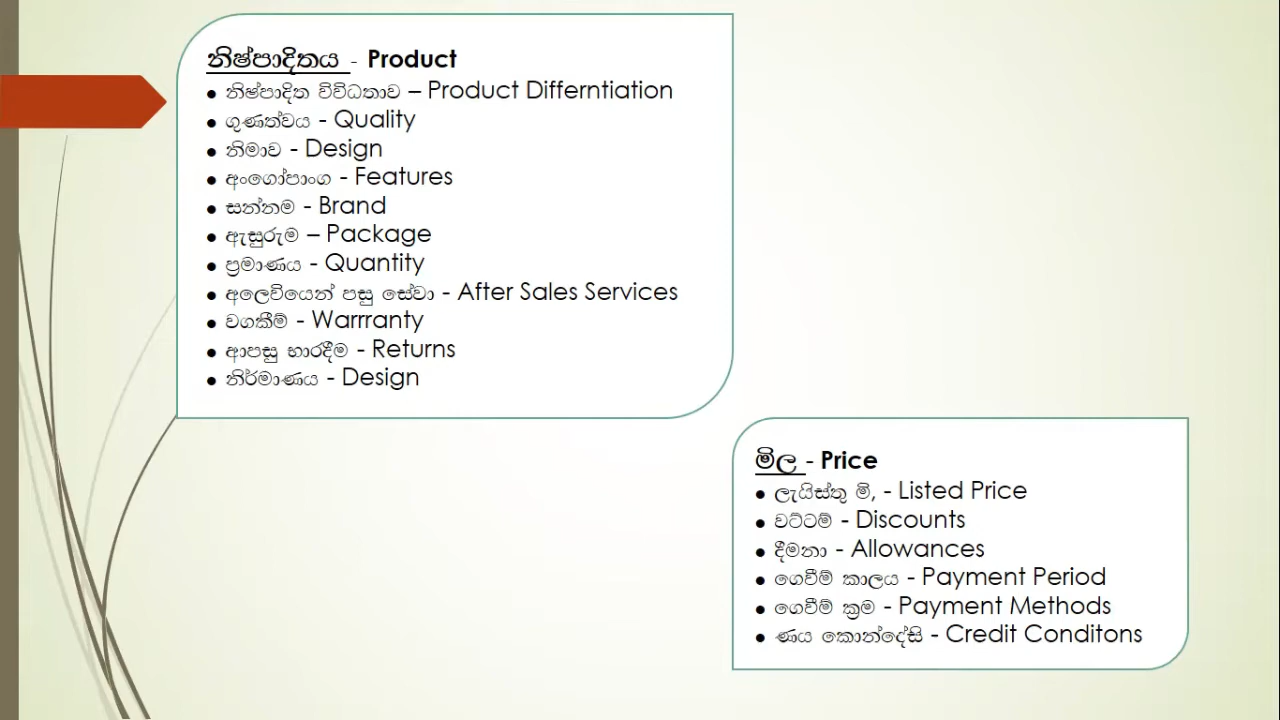 නිෂ්පාදිතය - Product
• නිෂ්පාදිත විවිධතාව – Product Differntiation
• ගුණත්වය - Quality
• නිමාව - Design
• අංගෝපාංග - Features
• සන්නම - Brand
• ඇසුරුම – Package
• ප්‍රමාණය - Quantity
• අලෙවියෙන් පසු සේවා - After Sales Services
• වගකීම් - Warrranty
• ආපසු භාරදීම - Returns
• නිර්මාණය - Design
මිල - Price
• ලැයිස්තු මි, - Listed Price
• වට්ටම් - Discounts
• දීමනා - Allowances
• ගෙවීම් කාලය - Payment Period
• ගෙවීම් ක්‍රම - Payment Methods
• ණය කොන්දේසි - Credit Conditons